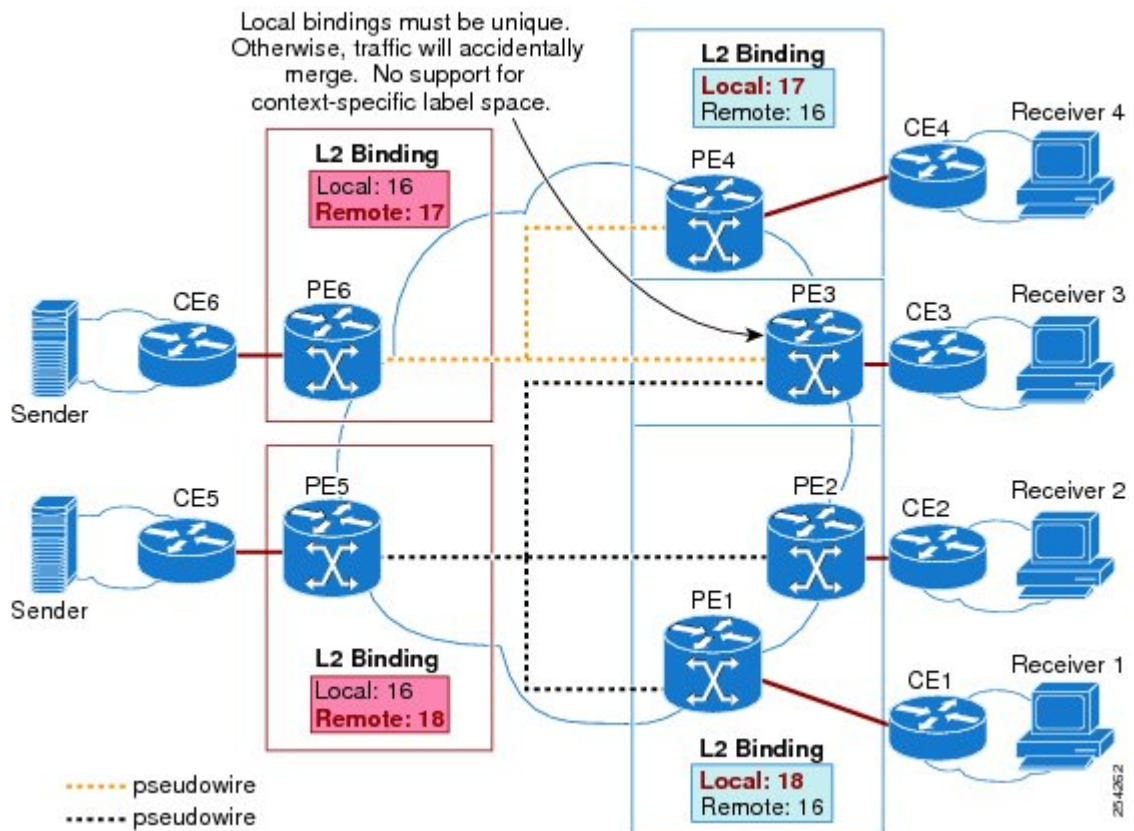 Local bindings must be unique.
Otherwise, traffic will accidentally
merge. No support for
context-specific label space.
L2 Binding
Local: 17
Remote: 16
L2 Binding
Local: 16
Remote: 17
PE4
CE4
Receiver 4
CE6
PE6
PE3
CE3
Receiver 3
Sender
CE5
PE5
PE2
CE2
Receiver 2
Sender
PE1
L2 Binding
Local: 16
Remote: 18
CE1
Receiver 1
L2 Binding
Local: 18
Remote: 16
pseudowire
pseudowire
254262